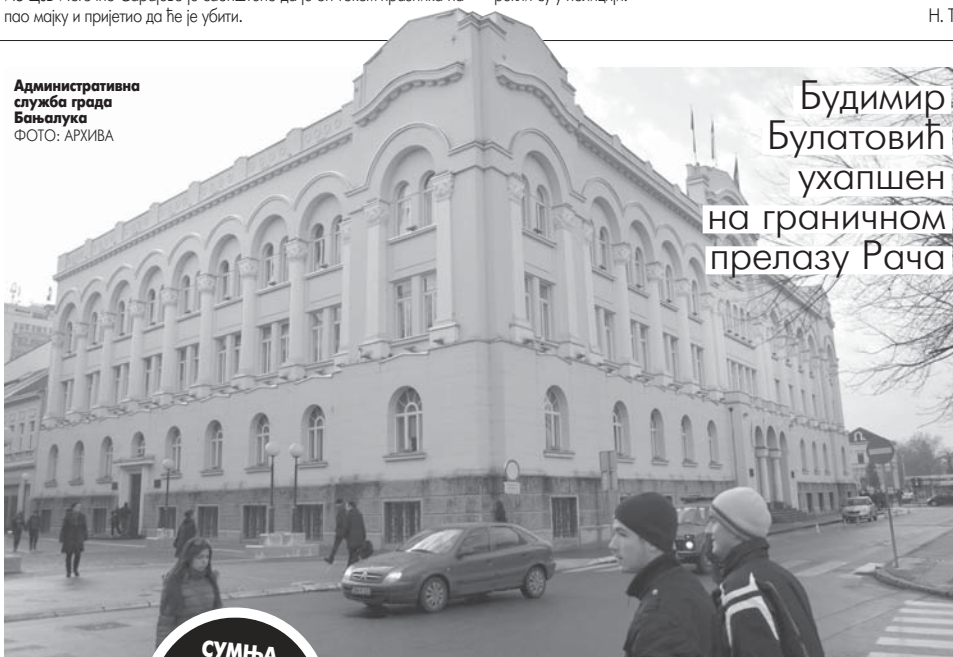 пао мајку и пријетио да ће је убити.
Н. Т
Административна
служба града
Бањалука
ФОТО: АРХИВА
Будимир
Булатовић
ухапшен
на граничном
прелазу Рача
СУМЊА